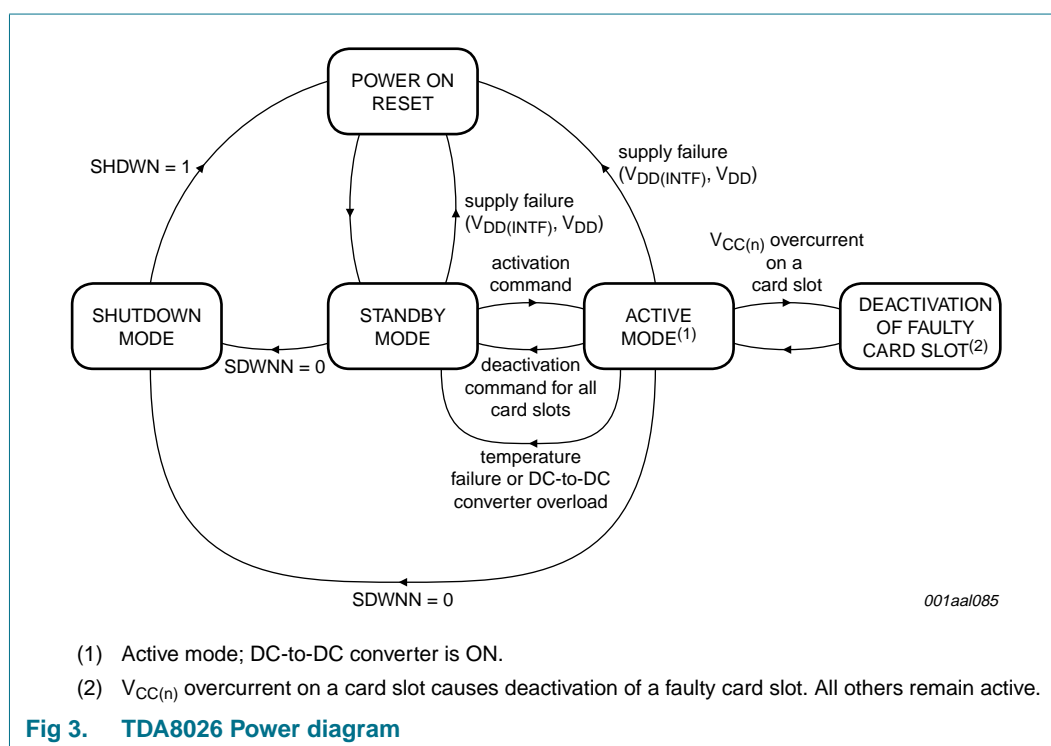 POWER ON
RESET
SHDWN = 1
supply failure
(VDD(INTF), VDD)
supply failure
(VDD(INTF), VDD)
VCC(n) overcurrent
on a
card slot
activation
command
SHUTDOWN
MODE
STANDBY
MODE
ACTIVE
MODE(1)
DEACTIVATION
OF FAULTY
CARD SLOT(2)
SDWNN = 0
deactivation
command for all
card slots
temperature
failure or DC-to-DC
converter overload
SDWNN = 0
001aal085
(1) Active mode; DC-to-DC converter is ON.
(2) VCC(n) overcurrent on a card slot causes deactivation of a faulty card slot. All others remain active.
Fig 3. TDA8026 Power diagram